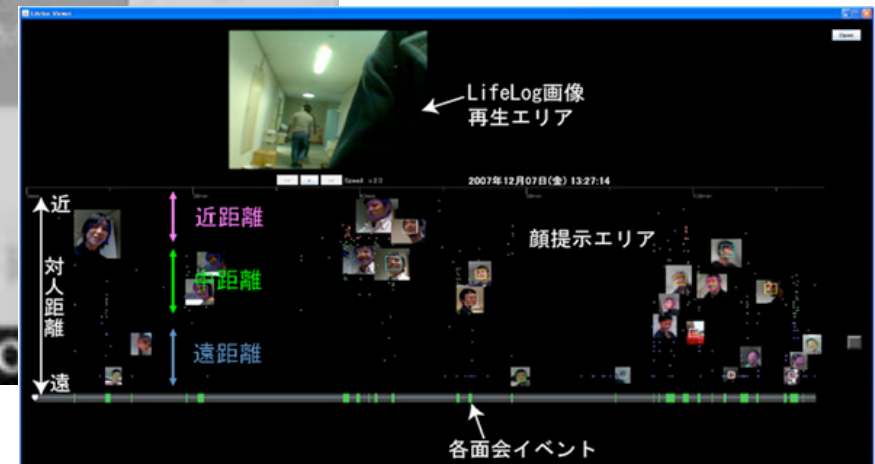 LifeLog Viewer
Open
LifeLog画像
再生エリア
Speed : x2.0
2007年12月07日(金) 13:27:14
近
近距離
顔提示エリア
対人距離
中距離
遠距離
遠
各面会イベント